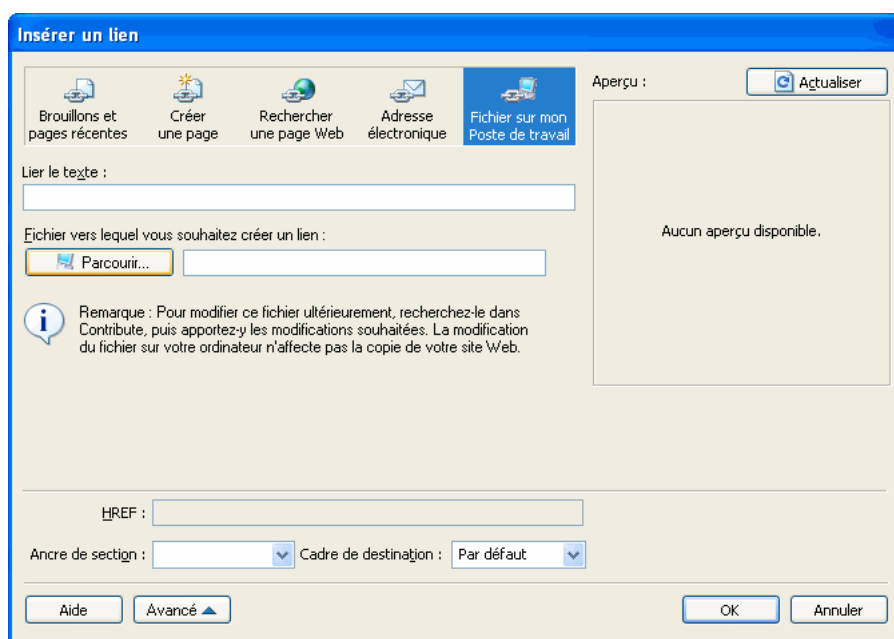 Insérer un lien
Brouillons et
pages récentes
Créer
une page
Rechercher
une page Web
Adresse
électronique
Fichier sur mon
Poste de travail
Aperçu :
Actualiser
Lier le texte :
Aucun aperçu disponible.
Fichier vers lequel vous souhaitez créer un lien :
Parcourir...
Remarque : Pour modifier ce fichier ultérieurement, recherchez-le dans
Contribute, puis apportez-y les modifications souhaitées. La modification
du fichier sur votre ordinateur n'affecte pas la copie de votre site Web.
HREF :
Ancre de section :
Cadre de destination :
Par défaut
Aide
Avancé
OK
Annuler